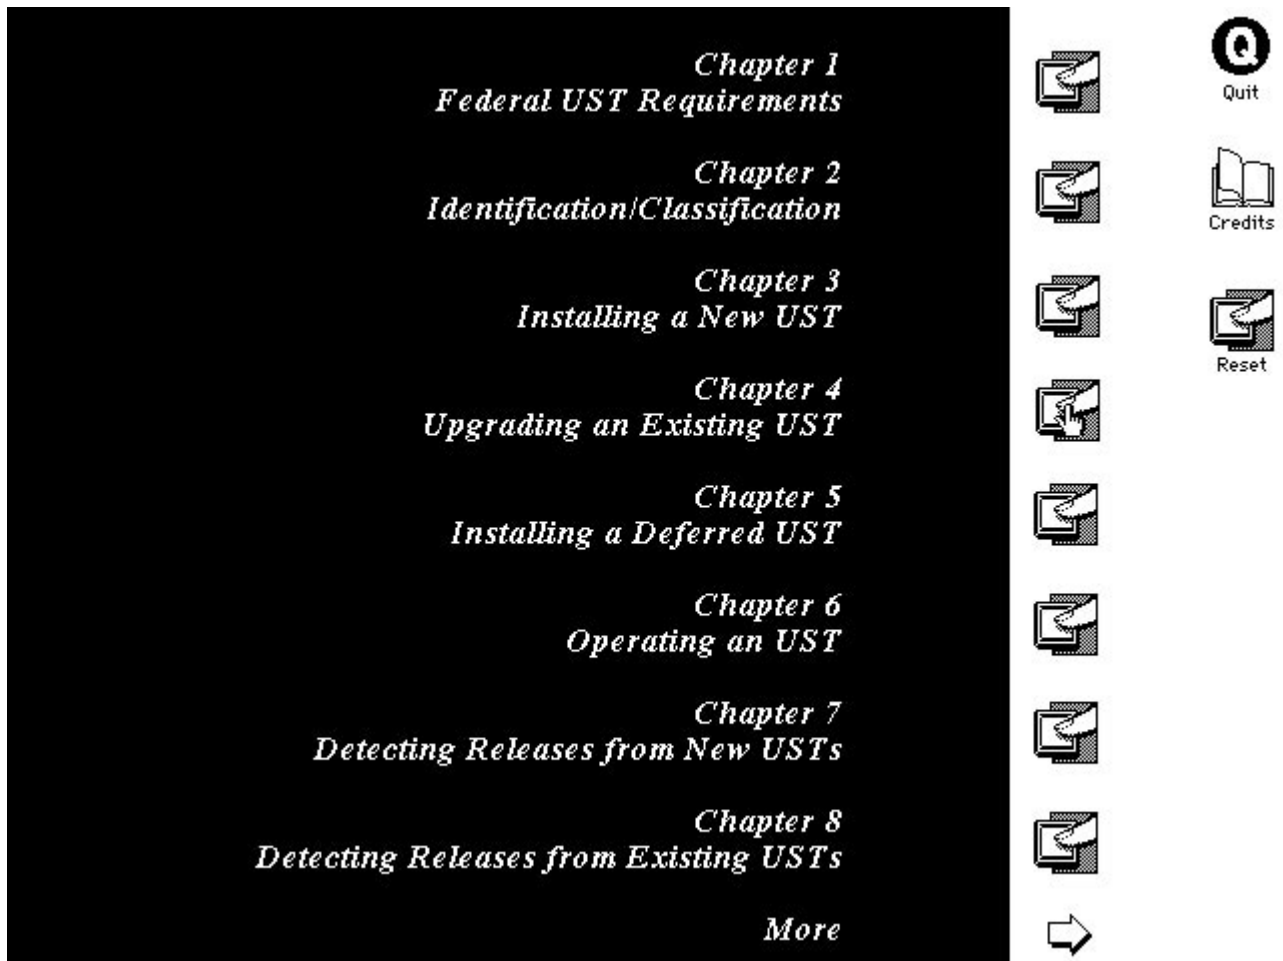 Chapter 1
Federal UST Requirements
Chapter 2
Identification/Classification
Chapter 3
Installing a New UST
Chapter 4
Upgrading an Existing UST
Chapter 5
Installing a Deferred UST
Chapter 6
Operating an UST
Chapter 7
Detecting Releases from New USTs
Chapter 8
Detecting Releases from Existing USTs
More
Q
Quit
Credits
Reset